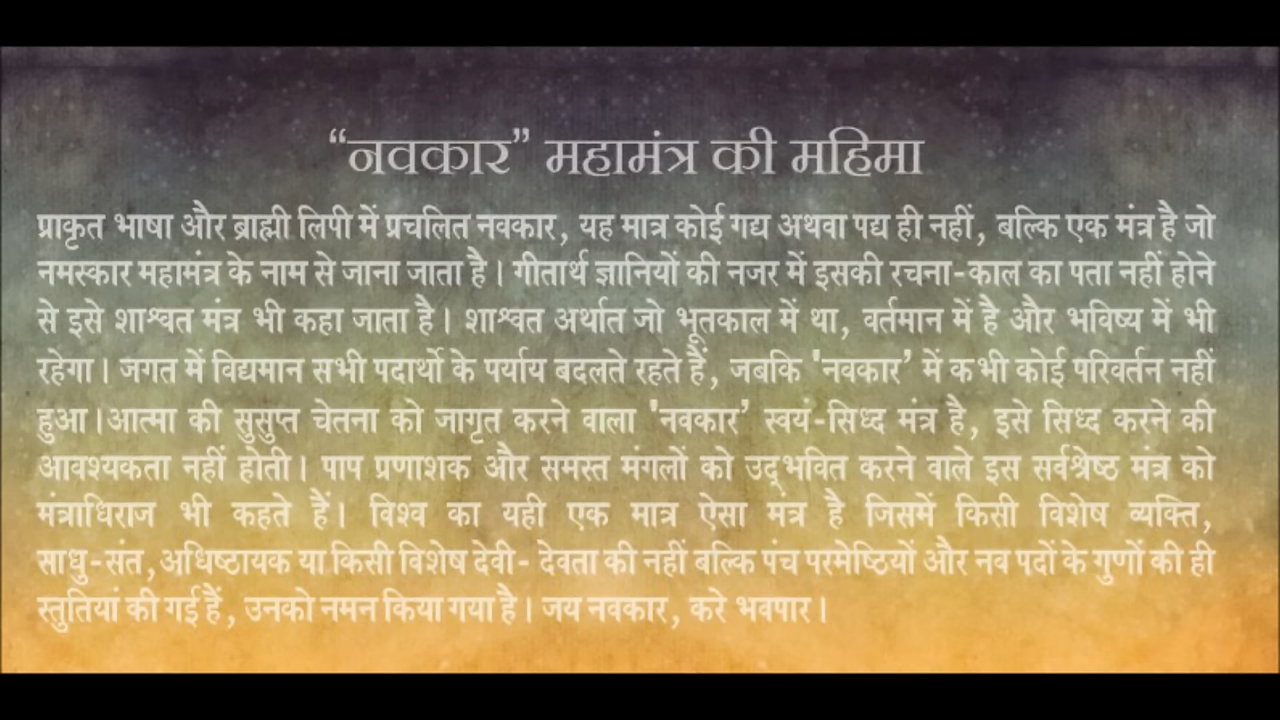 “नवकार” महामंत्र की महिमा
प्राकृत भाषा और ब्राह्मी लिपी में प्रचलित नवकार, यह मात्र कोई गद्य अथवा पद्य ही नहीं, बल्कि एक मंत्र है जो
नमस्कार महामंत्र के नाम से जाना जाता है। गीतार्थ ज्ञानियों की नजर में इसकी रचना-काल का पता नहीं होने
से इसे शाश्वत मंत्र भी कहा जाता है। शाश्वत अर्थात जो भूतकाल में था, वर्तमान में है और भविष्य में भी
रहेगा। जगत में विद्यमान सभी पदार्थो के पर्याय बदलते रहते हैं, जबकि 'नवकार’ में कभी कोई परिवर्तन नहीं
हुआ।आत्मा की सुसुप्त चेतना को जागृत करने वाला 'नवकार’ स्वयं-सिध्द मंत्र है, इसे सिध्द करने की
आवश्यकता नहीं होती। पाप प्रणाशक और समस्त मंगलों को उद्‌भवित करने वाले इस सर्वश्रेष्ठ मंत्र को
मंत्राधिराज भी कहते हैं। विश्व का यही एक मात्र ऐसा मंत्र है जिसमें किसी विशेष व्यक्ति,
साधु-संत,अधिष्ठायक या किसी विशेष देवी- देवता की नहीं बल्कि पंच परमेष्ठियों और नव पदों के गुणों की ही
स्तुतियां की गई हैं, उनको नमन किया गया है। जय नवकार, करे भवपार।